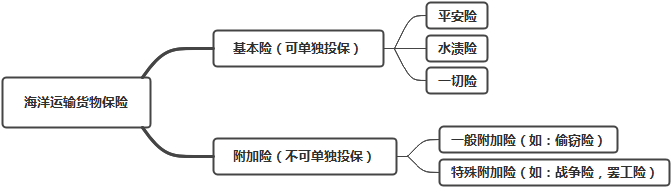 海洋运输货物保险
基本险（可单独投保）
平安险
水渍险
一切险
附加险（不可单独投保）
一般附加险（如：偷窃险）
特殊附加险（如：战争险，罢工险）